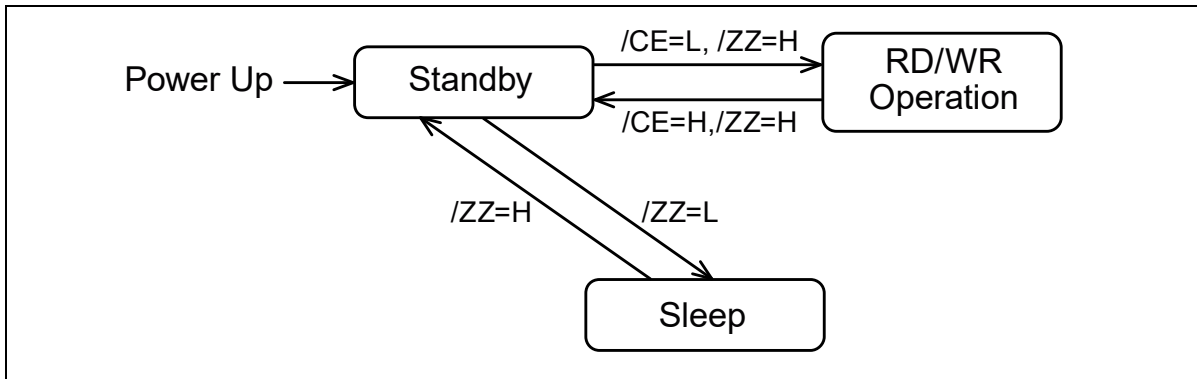 Power Up
Standby
/CE=L, /ZZ=H
RD/WR
Operation
/CE=H,/ZZ=H
/ZZ=H
/ZZ=L
Sleep